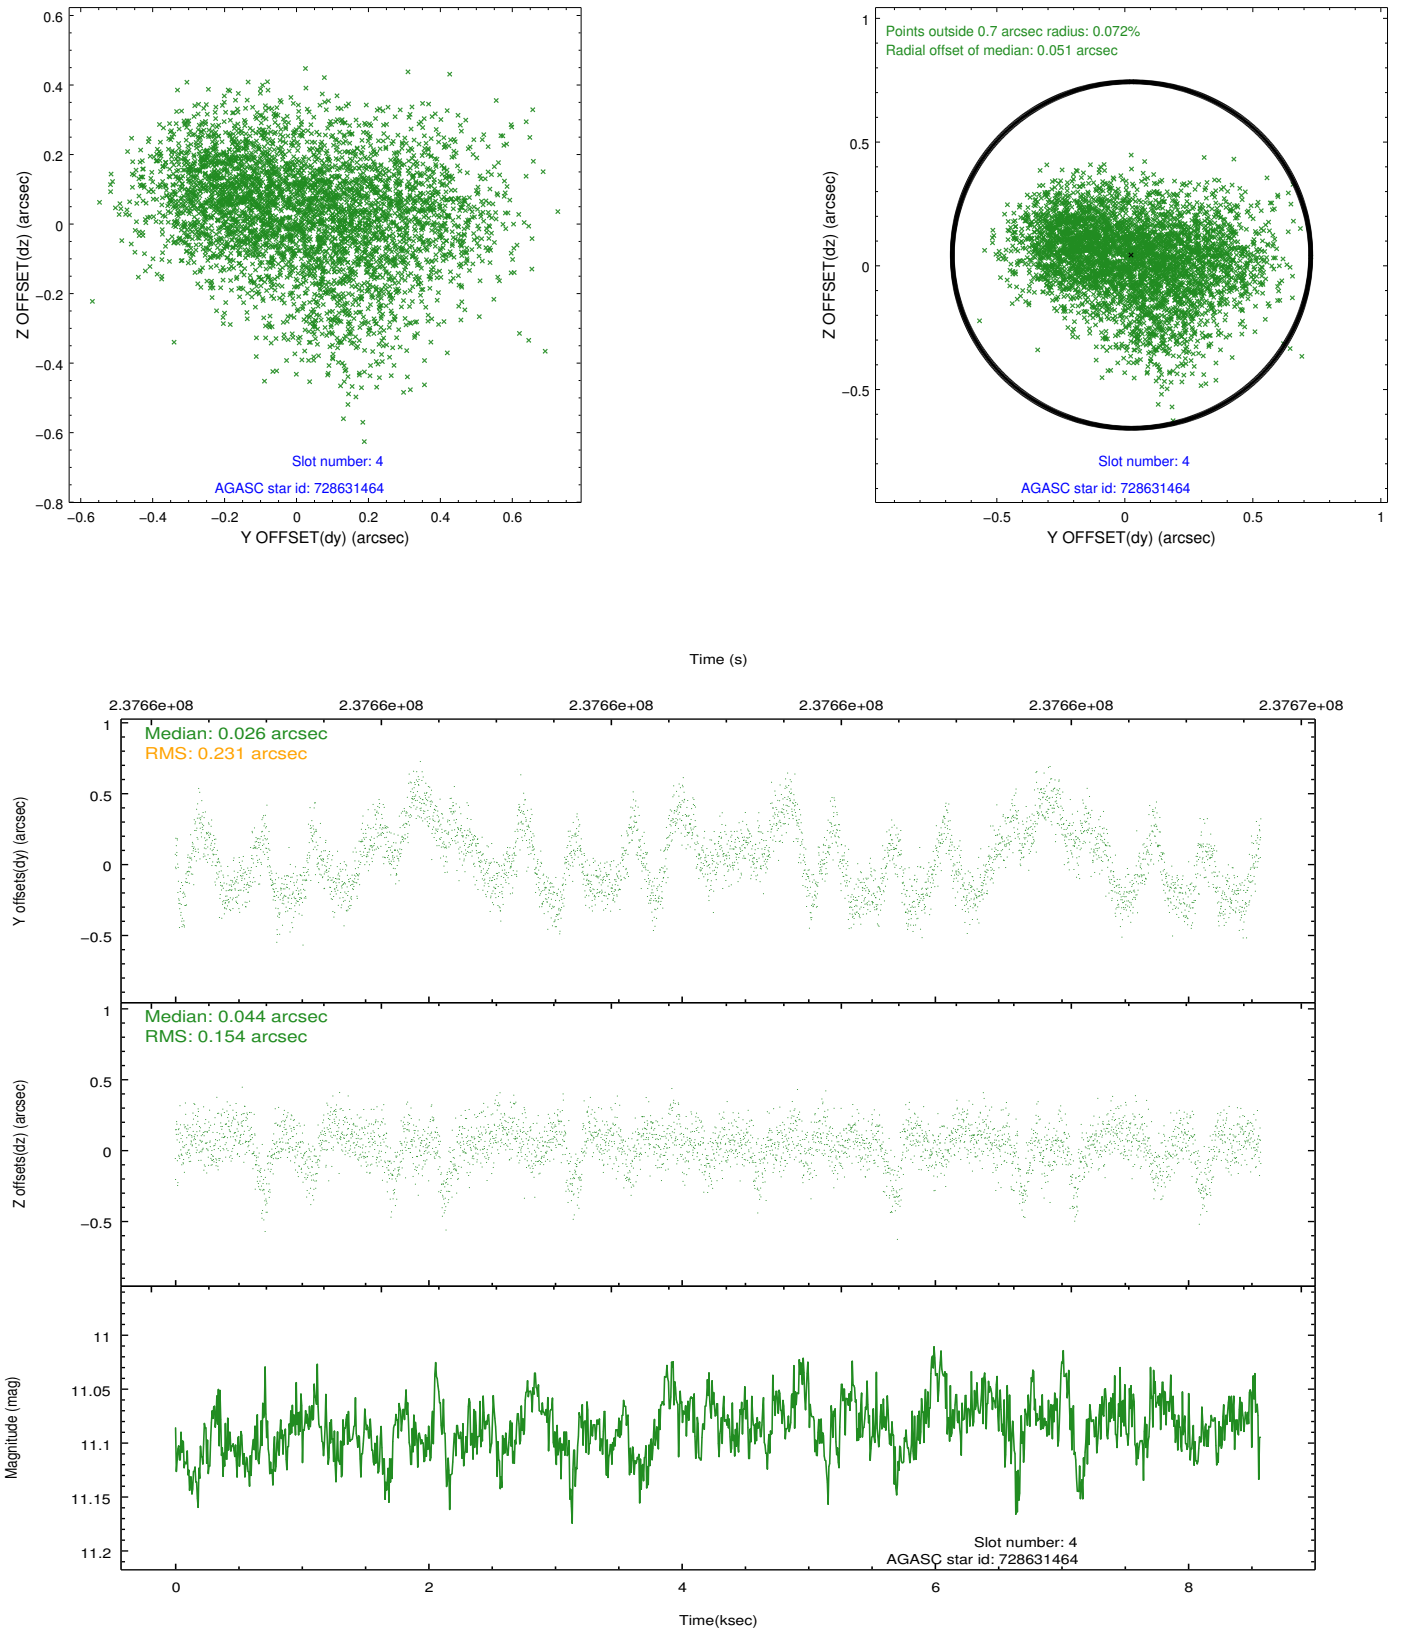 0.6
0.4
0.2
0
−0.2
−0.4
−0.6
−0.8
Z OFFSET(dz) (arcsec)
Slot number: 4
AGASC star id: 728631464
−0.6 −0.4 −0.2 0 0.2 0.4 0.6
Y OFFSET(dy) (arcsec)
Points outside 0.7 arcsec radius: 0.072%
Radial offset of median: 0.051 arcsec
1
0.5
0
−0.5
Z OFFSET(dz) (arcsec)
Slot number: 4
AGASC star id: 728631464
−0.5 0 0.5 1
Y OFFSET(dy) (arcsec)
Time (s)
2.3766e+08 2.3766e+08 2.3766e+08 2.3766e+08 2.3766e+08 2.3767e+08
Median: 0.026 arcsec
RMS: 0.231 arcsec
1
0.5
0
−0.5
Y offsets(dy) (arcsec)
Median: 0.044 arcsec
RMS: 0.154 arcsec
1
0.5
0
−0.5
Z offsets(dz) (arcsec)
11
11.05
11.1
11.15
11.2
Magnitude (mag)
Slot number: 4
AGASC star id: 728631464
0 2 4 6 8
Time(ksec)